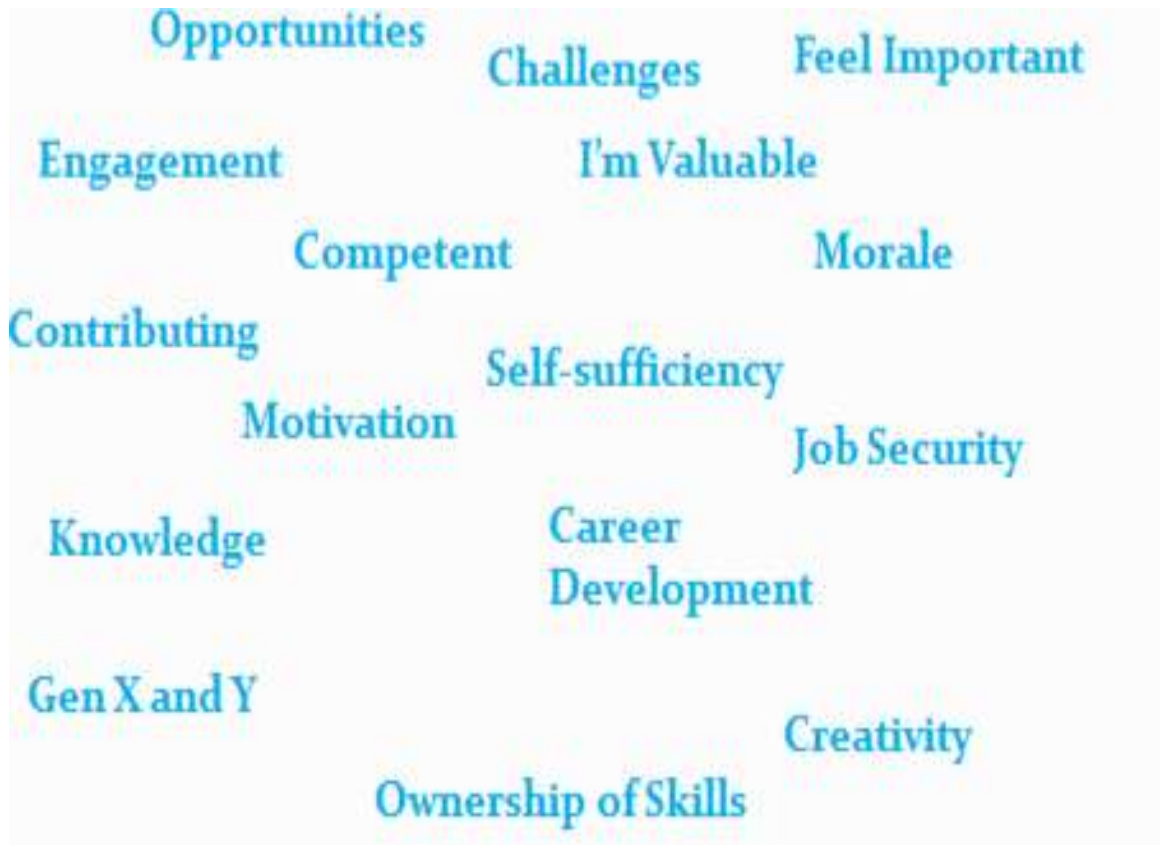 Opportunities
Challenges
Feel Important
Engagement
I'm Valuable
Competent
Morale
Contributing
Self-sufficiency
Motivation
Job Security
Knowledge
Career
Development
Gen X and Y
Creativity
Ownership of Skills